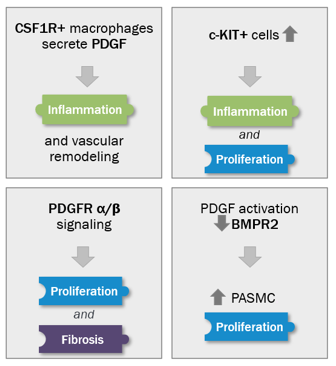 CSF1R+ macrophages
secrete PDGF
Inflammation
and vascular
remodeling
c-KIT+ cells
Inflammation
and
Proliferation
PDGFR α/β
signaling
Proliferation
and
Fibrosis
PDGF activation
BMPR2
PASMC
Proliferation